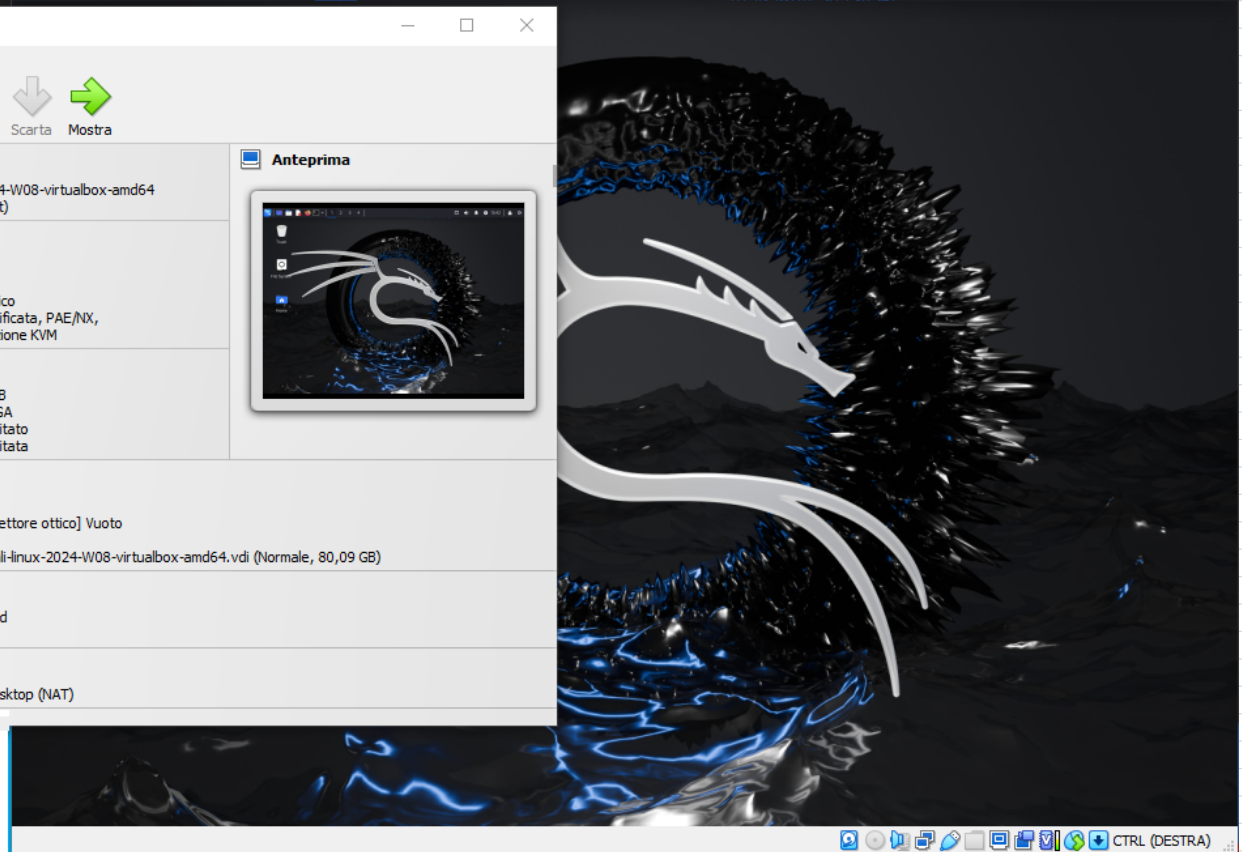 Scarta
Mostra
Anteprima
4-W08-virtualbox-amd64
t)
ico
ificata, PAE/NX,
ione KVM
B
GA
itato
itata
ettore ottico] Vuoto
li-linux-2024-W08-virtualbox-amd64.vdi (Normale, 80,09 GB)
d
sktop (NAT)
CTRL (DESTRA)